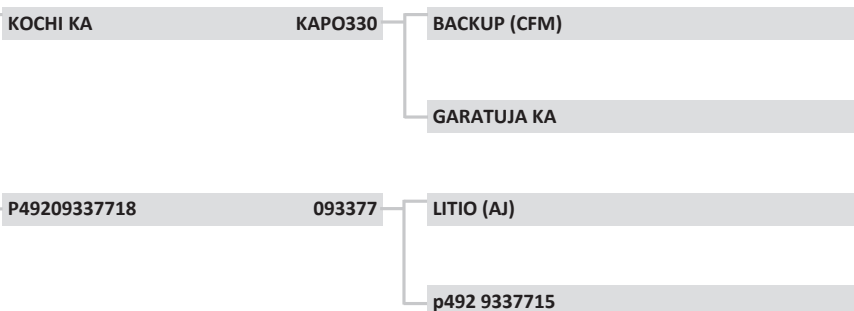 KOCHI KA KAPO330 BACKUP (CFM)
GARATUJA KA
P49209337718 093377 LITIO (AJ)
p492 9337715